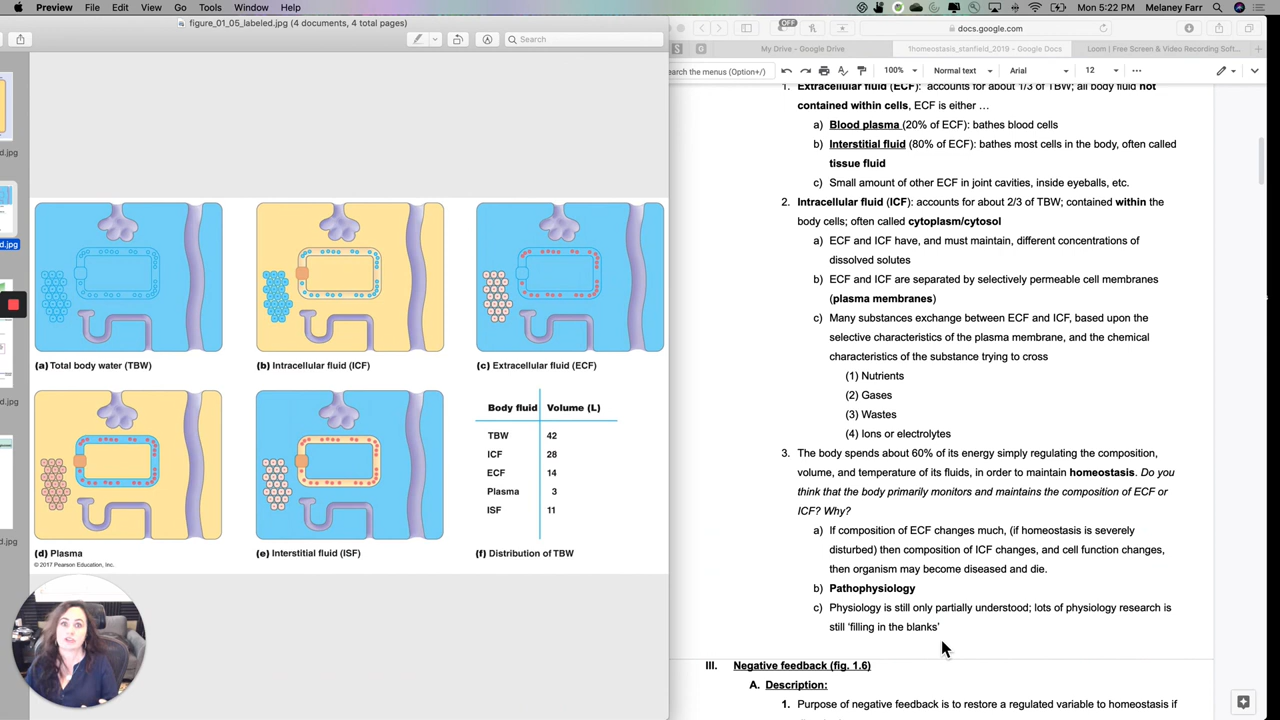 Preview File Edit View Go Tools Window Help
Mon 5:22 PM Melaney Farr
figure_01_05_labeled.jpg (4 documents, 4 total pages)
Search
d.jpg
d.jpg
d.jpg
d.jpg
d.jpg
(a) Total body water (TBW)
(b) Intracellular fluid (ICF)
(c) Extracellular fluid (ECF)
(d) Plasma
(e) Interstitial fluid (ISF)
Body fluid Volume (L)
TBW 42
ICF 28
ECF 14
Plasma 3
ISF 11
(f) Distribution of TBW
© 2017 Pearson Education, Inc.
OFF
docs.google.com
My Drive - Google Drive
1homeostasis_stanfield_2019 - Google Docs
Loom | Free Screen & Video Recording Soft...
earch the menus (Option+/)
100% Normal text Arial 12
1. Extracellular fluid (ECF): accounts for about 1/3 of TBW; all body fluid not
contained within cells, ECF is either …
a) Blood plasma (20% of ECF): bathes blood cells
b) Interstitial fluid (80% of ECF): bathes most cells in the body, often called
tissue fluid
c) Small amount of other ECF in joint cavities, inside eyeballs, etc.
2. Intracellular fluid (ICF): accounts for about 2/3 of TBW; contained within the
body cells; often called cytoplasm/cytosol
a) ECF and ICF have, and must maintain, different concentrations of
dissolved solutes
b) ECF and ICF are separated by selectively permeable cell membranes
(plasma membranes)
c) Many substances exchange between ECF and ICF, based upon the
selective characteristics of the plasma membrane, and the chemical
characteristics of the substance trying to cross
(1) Nutrients
(2) Gases
(3) Wastes
(4) Ions or electrolytes
3. The body spends about 60% of its energy simply regulating the composition,
volume, and temperature of its fluids, in order to maintain homeostasis. Do you
think that the body primarily monitors and maintains the composition of ECF or
ICF? Why?
a) If composition of ECF changes much, (if homeostasis is severely
disturbed) then composition of ICF changes, and cell function changes,
then organism may become diseased and die.
b) Pathophysiology
c) Physiology is still only partially understood; lots of physiology research is
still ‘filling in the blanks’
III. Negative feedback (fig. 1.6)
A. Description:
1. Purpose of negative feedback is to restore a regulated variable to homeostasis if